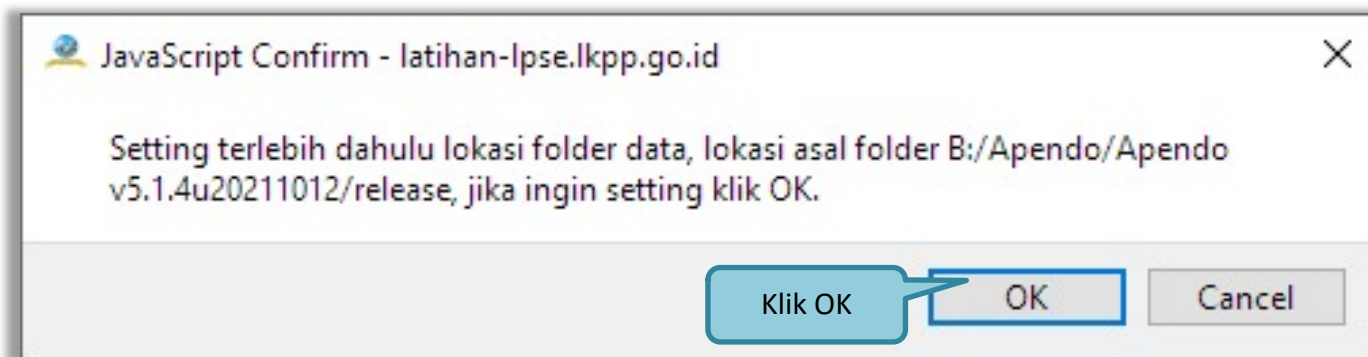 JavaScript Confirm - latihan-lpse.lkpp.go.id
Setting terlebih dahulu lokasi folder data, lokasi asal folder B:/Apendo/Apendo
v5.1.4u20211012/release, jika ingin setting klik OK.
Klik OK
OK
Cancel